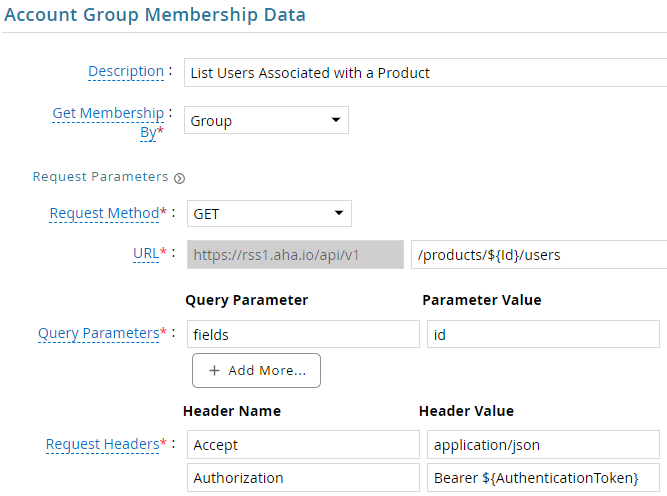 Account Group Membership Data
Description : List Users Associated with a Product
Get Membership : Group
By*
Request Parameters
Request Method* : GET
URL* : https://rss1.aha.io/api/v1 /products/${Id}/users
Query Parameter Parameter Value
Query Parameters* : fields id
+ Add More...
Header Name Header Value
Request Headers* : Accept application/json
Authorization Bearer ${AuthenticationToken}